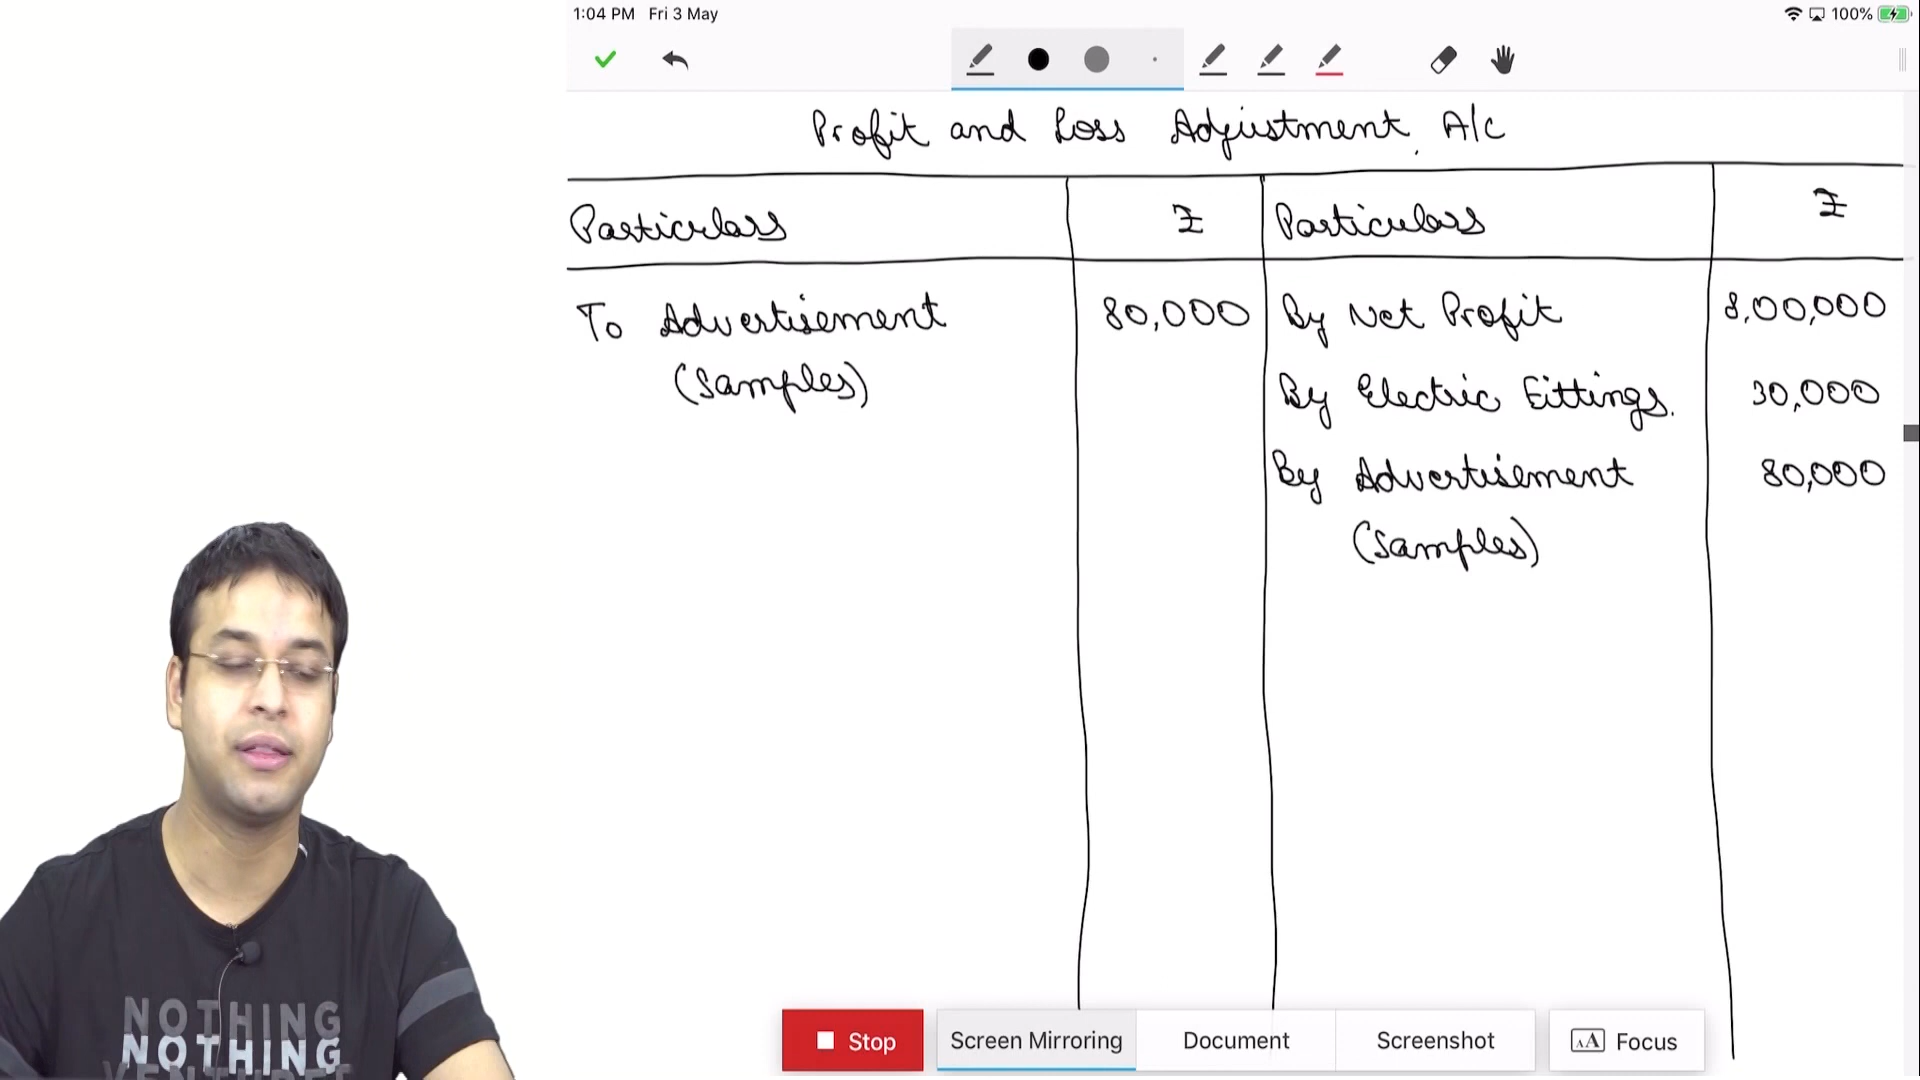 1:04 PM Fri 3 May
100%
Profit and Loss Adjustment A/c
Particulars ₹ Particulars ₹
To Advertisement 80,000 By Net Profit 8,00,000
(Samples) By Electric Fittings. 30,000
By Advertisement 80,000
(Samples)
NOTHING
NOTHING
Stop Screen Mirroring Document Screenshot AA Focus